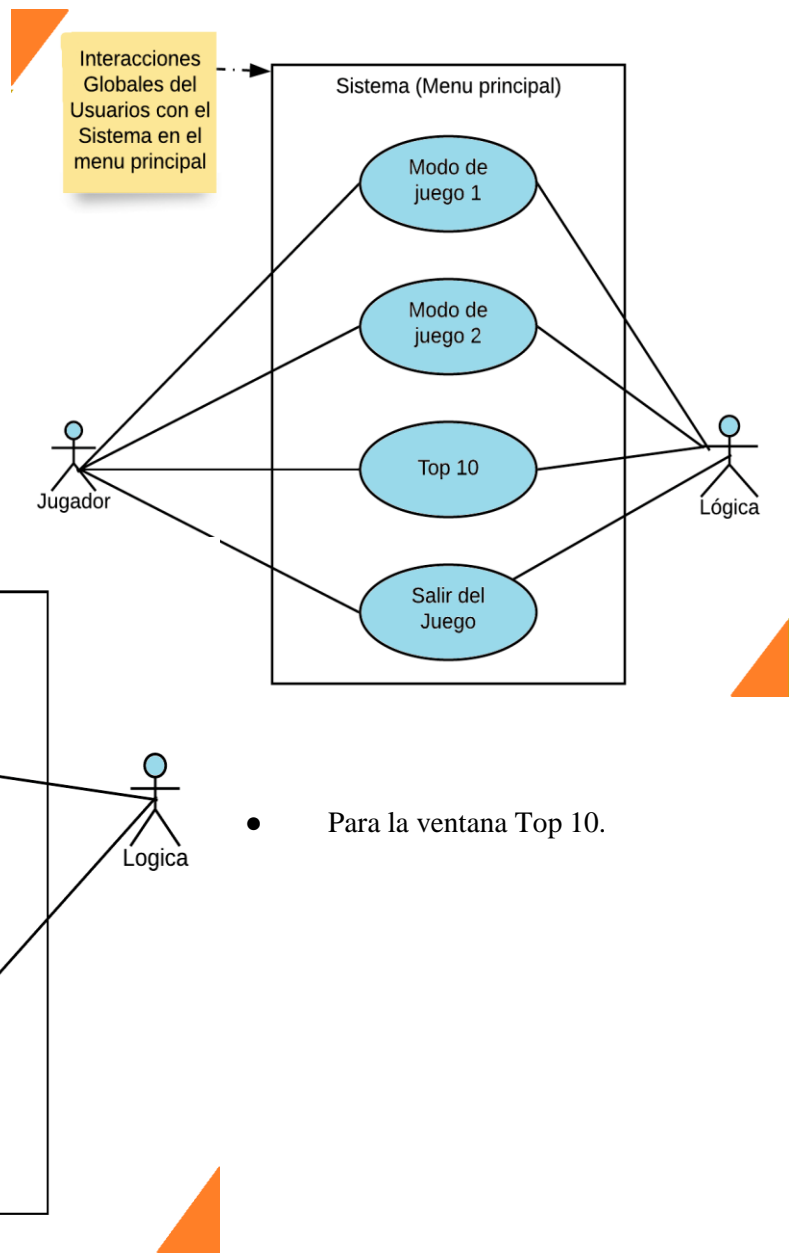 Interacciones
Globales del
Usuarios con el
Sistema en el
menu principal
Sistema (Menu principal)
Modo de
juego 1
Modo de
juego 2
Top 10
Salir del
Juego
Jugador
Lógica
Logica
● Para la ventana Top 10.